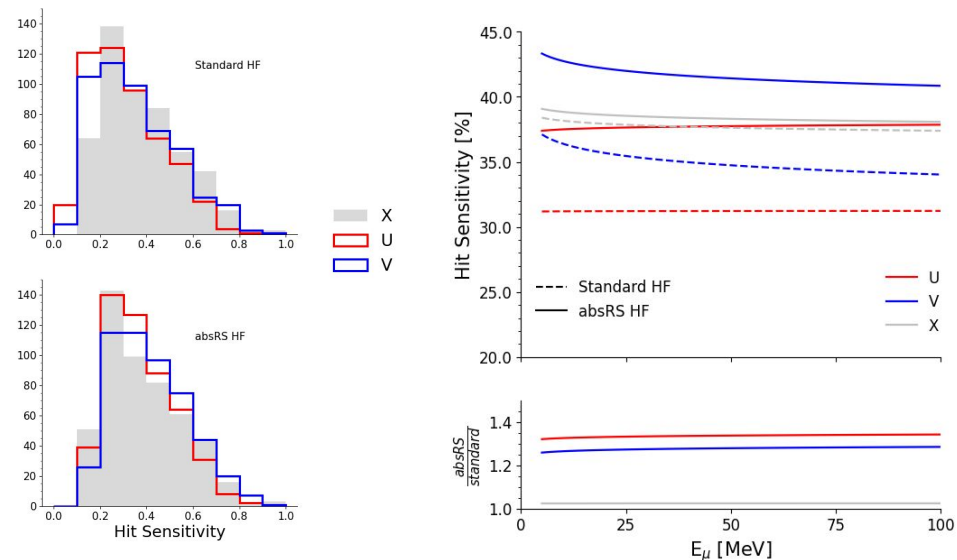 140
120
100
80
60
40
20
0
Standard HF
0.0 0.2 0.4 0.6 0.8 1.0
X
U
V
140
120
100
80
60
40
20
0
absRS HF
0.0 0.2 0.4 0.6 0.8 1.0
Hit Sensitivity
45.0
40.0
35.0
30.0
25.0
20.0
Hit Sensitivity [%]
Standard HF
absRS HF
U
V
X
1.4
1.2
1.0
absRS
standard
0 25 50 75 100
Eμ [MeV]